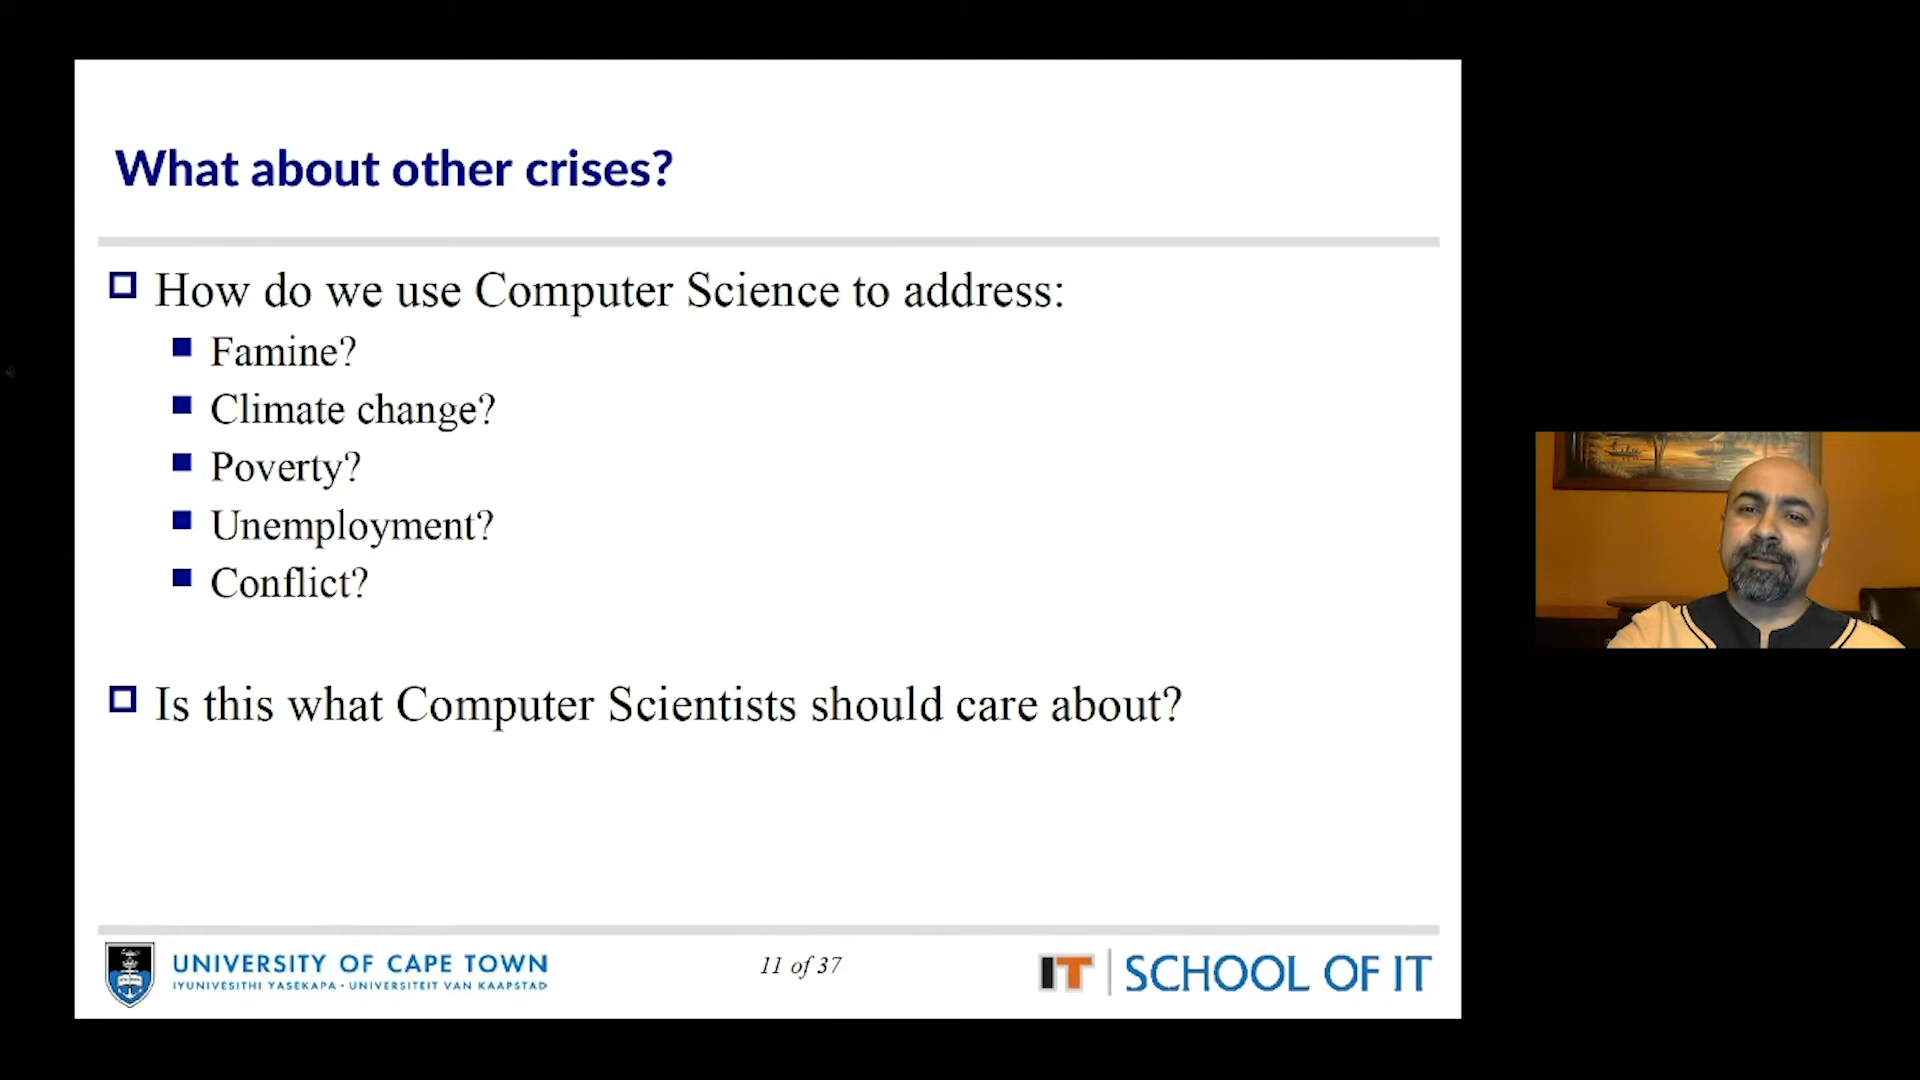 What about other crises?
How do we use Computer Science to address:
Famine?
Climate change?
Poverty?
Unemployment?
Conflict?
Is this what Computer Scientists should care about?
UNIVERSITY OF CAPE TOWN
IYUNIVESITHI YASEKAPA • UNIVERSITEIT VAN KAAPSTAD
11 of 37
IT SCHOOL OF IT